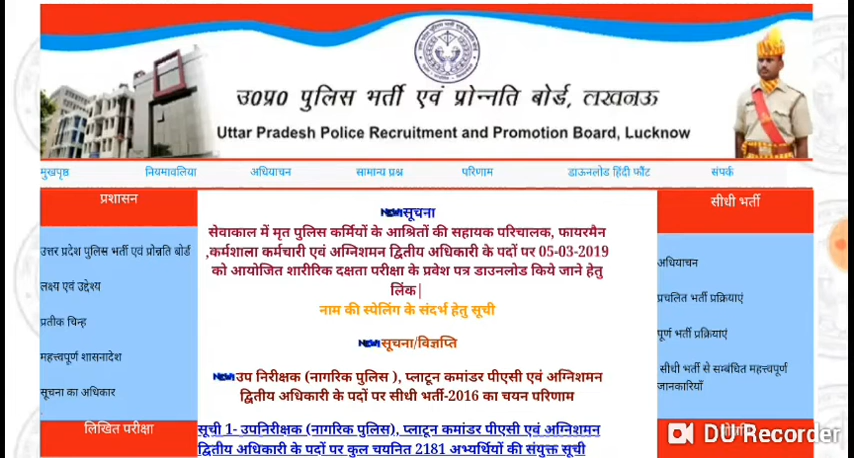 उ0प्र0 पुलिस भर्ती एवं प्रोन्नति बोर्ड, लखनऊ
Uttar Pradesh Police Recruitment and Promotion Board, Lucknow
मुखपृष्ठ नियमावलिया अधियाचन सामान्य प्रश्न परिणाम डाऊनलोड हिंदी फॉंट संपर्क
प्रशासन
उत्तर प्रदेश पुलिस भर्ती एवं प्रोन्नति बोर्ड
लक्ष्य एवं उद्देश्य
प्रतीक चिन्ह
महत्त्वपूर्ण शासनादेश
सूचना का अधिकार
लिखित परीक्षा
सूचना
सेवाकाल में मृत पुलिस कर्मियों के आश्रितों की सहायक परिचालक, फायरमैन
,कर्मशाला कर्मचारी एवं अग्निशमन द्वितीय अधिकारी के पदों पर 05-03-2019
को आयोजित शारीरिक दक्षता परीक्षा के प्रवेश पत्र डाउनलोड किये जाने हेतु
लिंक|
नाम की स्पेलिंग के संदर्भ हेतु सूची
सूचना/विज्ञप्ति
उप निरीक्षक (नागरिक पुलिस ), प्लाटून कमांडर पीएसी एवं अग्निशमन
द्वितीय अधिकारी के पदों पर सीधी भर्ती-2016 का चयन परिणाम
सूची 1- उपनिरीक्षक (नागरिक पुलिस), प्लाटून कमांडर पीएसी एवं अग्निशमन
द्वितीय अधिकारी के पदों पर कुल चयनित 2181 अभ्यर्थियों की संयुक्त सूची
सीधी भर्ती
अधियाचन
प्रचलित भर्ती प्रक्रियाएं
पूर्ण भर्ती प्रक्रियाएं
सीधी भर्ती से सम्बंधित महत्त्वपूर्ण
जानकारियाँ
DU Recorder